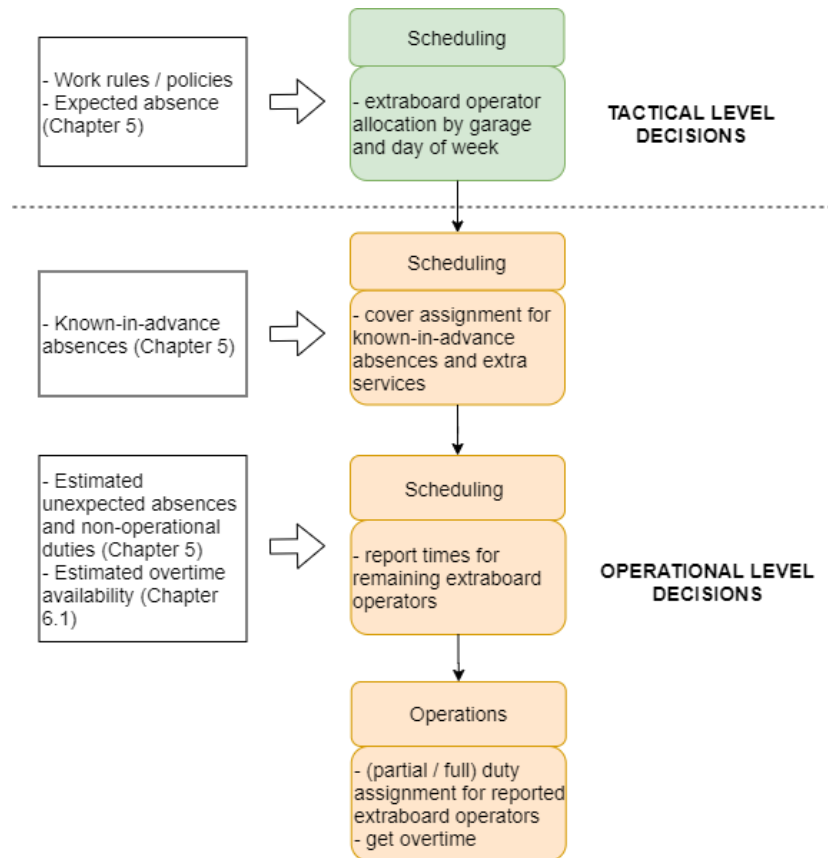 Scheduling
- Work rules / policies
- Expected absence
(Chapter 5)
- extraboard operator
allocation by garage
and day of week
TACTICAL LEVEL
DECISIONS
Scheduling
- Known-in-advance
absences (Chapter 5)
- cover assignment for
known-in-advance
absences and extra
services
- Estimated
unexpected absences
and non-operational
duties (Chapter 5)
- Estimated overtime
availability (Chapter
6.1)
Scheduling
- report times for
remaining extraboard
operators
OPERATIONAL LEVEL
DECISIONS
Operations
- (partial / full) duty
assignment for reported
extraboard operators
- get overtime